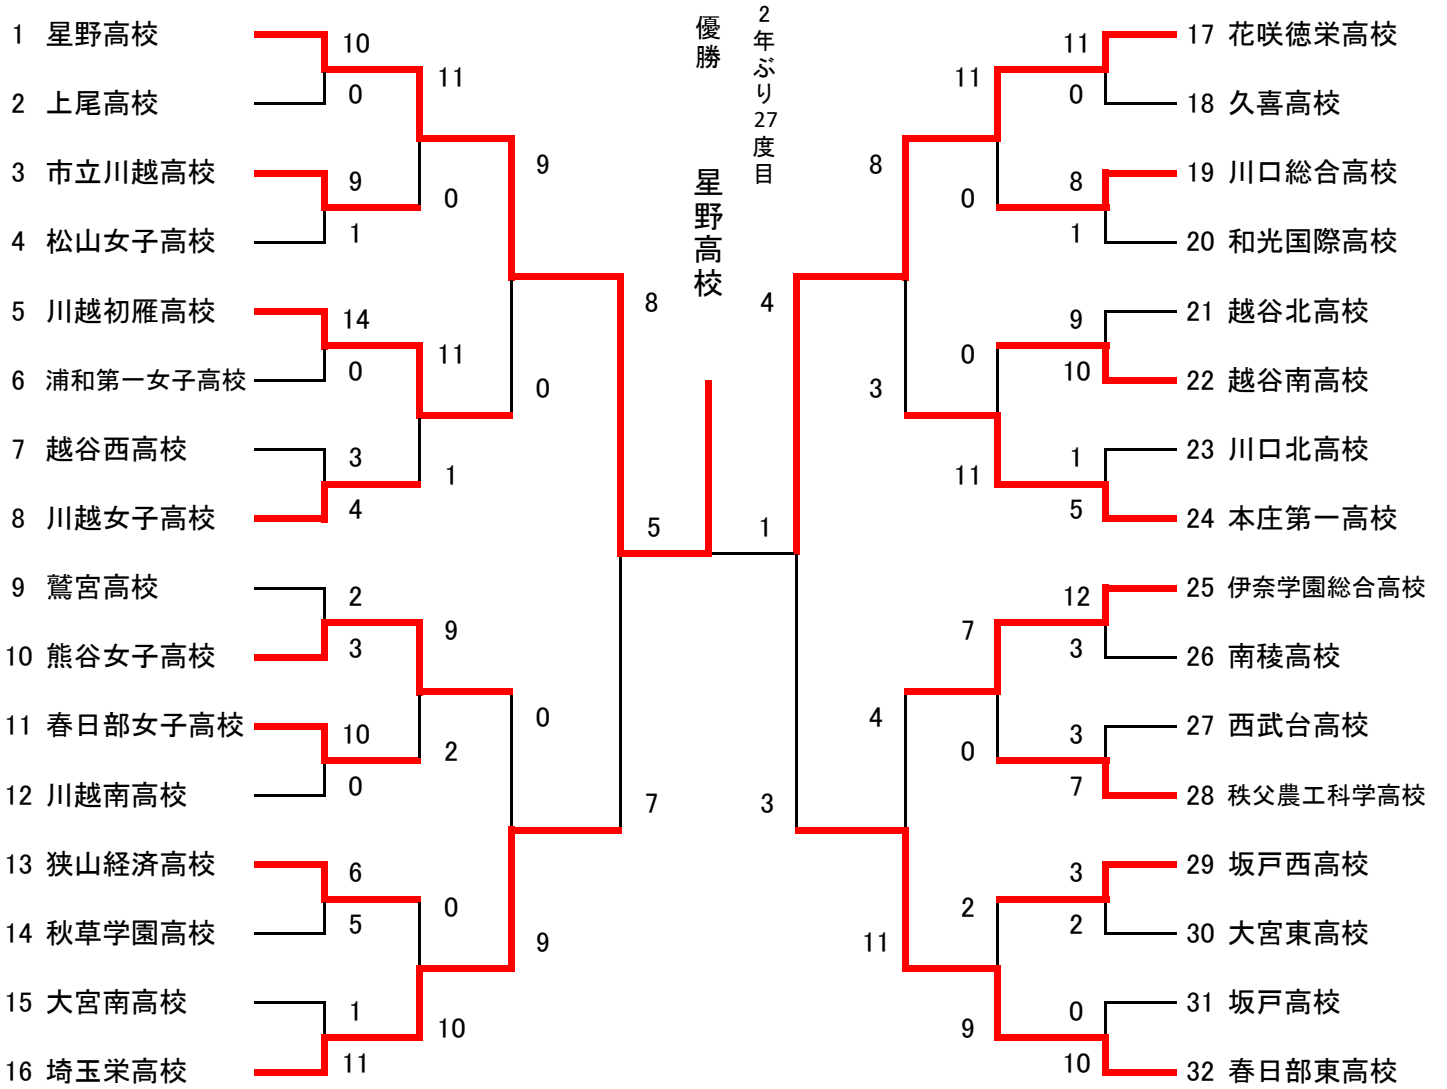 1 星野高校
2 上尾高校
3 市立川越高校
4 松山女子高校
5 川越初雁高校
6 浦和第一女子高校
7 越谷西高校
8 川越女子高校
9 鷲宮高校
10 熊谷女子高校
11 春日部女子高校
12 川越南高校
13 狭山経済高校
14 秋草学園高校
15 大宮南高校
16 埼玉栄高校
10
0
9
1
14
0
3
4
2
3
10
0
6
5
1
11
11
0
11
1
9
2
0
10
9
0
0
9
8
7
5
優勝
2年ぶり27度目
星野高校
1
4
3
8
3
4
11
11
0
0
11
7
0
2
9
11
0
8
1
9
10
1
5
12
3
3
7
3
2
0
10
17 花咲徳栄高校
18 久喜高校
19 川口総合高校
20 和光国際高校
21 越谷北高校
22 越谷南高校
23 川口北高校
24 本庄第一高校
25 伊奈学園総合高校
26 南稜高校
27 西武台高校
28 秩父農工科学高校
29 坂戸西高校
30 大宮東高校
31 坂戸高校
32 春日部東高校